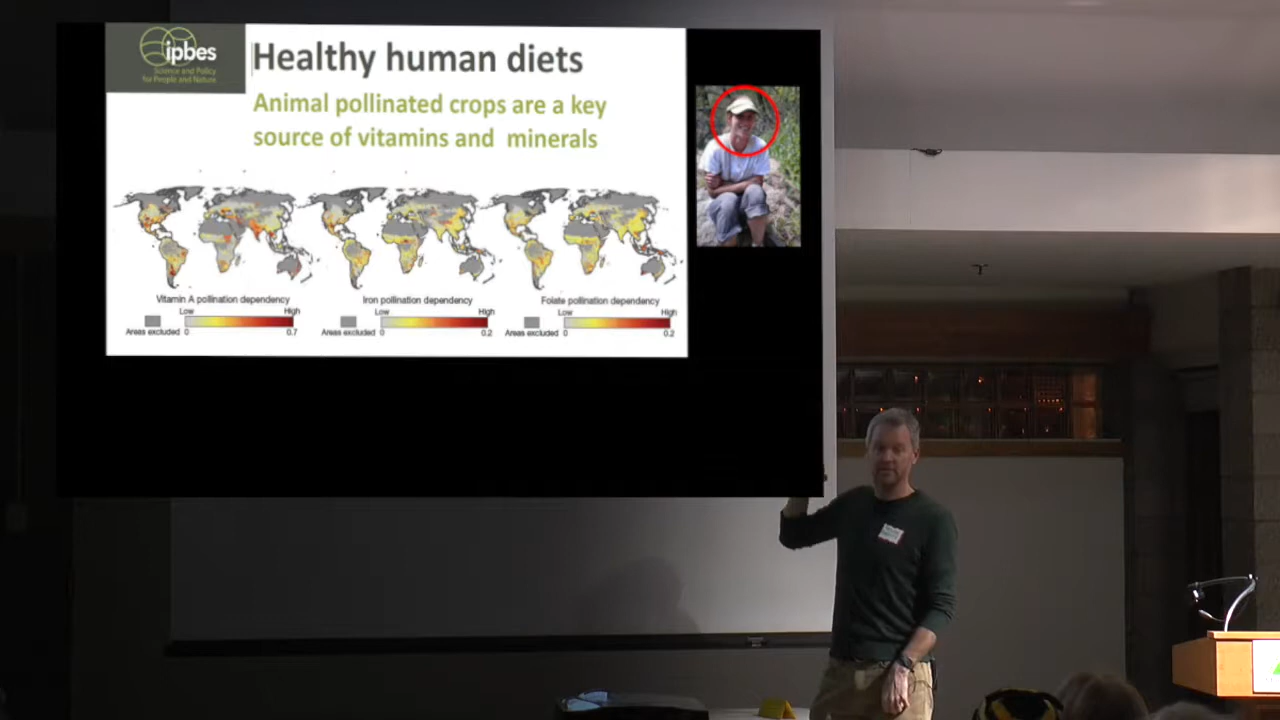 ipbes
Science and Policy
for People and Nature
Healthy human diets
Animal pollinated crops are a key
source of vitamins and minerals
Vitamin A pollination dependency
Low High
Areas excluded 0 0.7
Iron pollination dependency
Low High
Areas excluded 0 0.2
Folate pollination dependency
Low High
Areas excluded 0 0.2